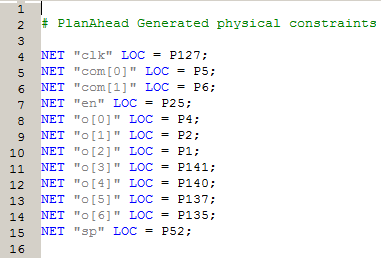 1
2 # PlanAhead Generated physical constraints
3
4 NET "clk" LOC = P127;
5 NET "com[0]" LOC = P5;
6 NET "com[1]" LOC = P6;
7 NET "en" LOC = P25;
8 NET "o[0]" LOC = P4;
9 NET "o[1]" LOC = P2;
10 NET "o[2]" LOC = P1;
11 NET "o[3]" LOC = P141;
12 NET "o[4]" LOC = P140;
13 NET "o[5]" LOC = P137;
14 NET "o[6]" LOC = P135;
15 NET "sp" LOC = P52;
16